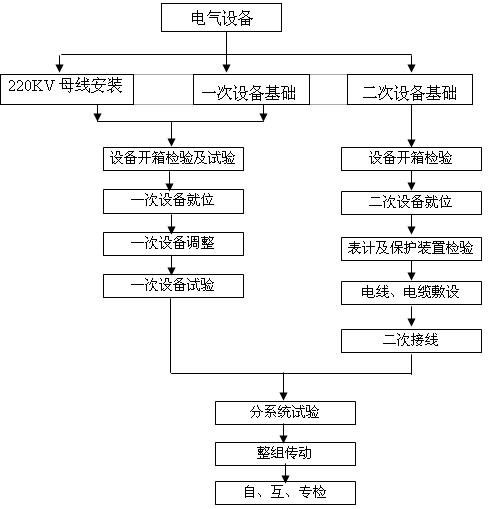 电气设备
220KV 母线安装
一次设备基础
二次设备基础
设备开箱检验及试验
设备开箱检验
一次设备就位
二次设备就位
一次设备调整
表计及保护装置检验
一次设备试验
电线、电缆敷设
二次接线
分系统试验
整组传动
自、互、专检